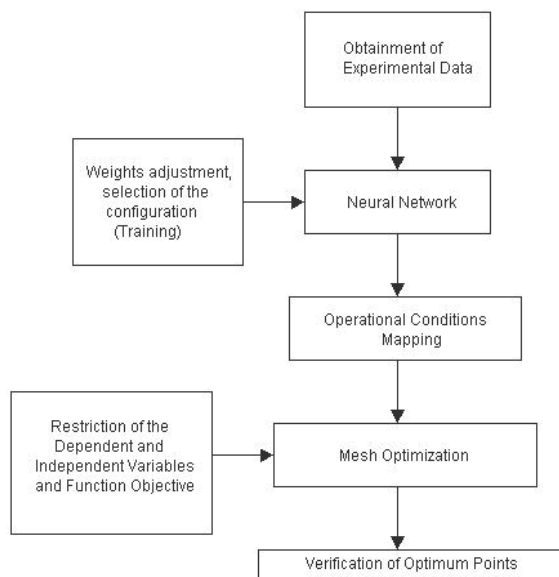 Obtainment of
Experimental Data
Weights adjustment,
selection of the
configuration
(Training)
Neural Network
Operational Conditions
Mapping
Restriction of the
Dependent and
Independent Variables
and Function Objective
Mesh Optimization
Verification of Optimum Points